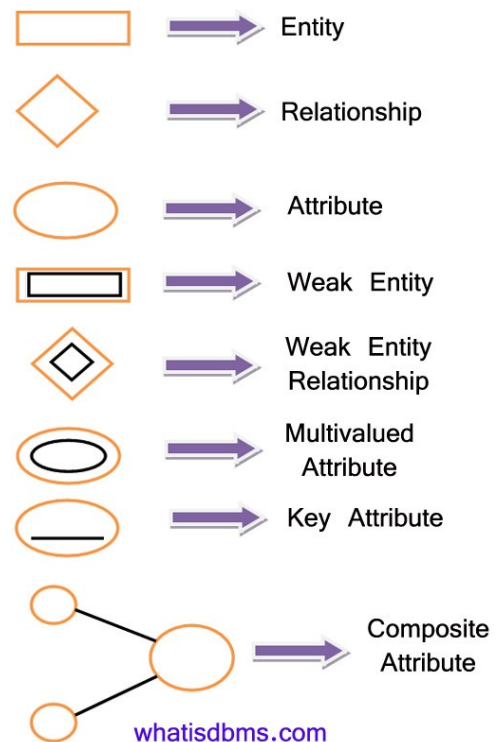 Entity
Relationship
Attribute
Weak Entity
Weak Entity
Relationship
Multivalued
Attribute
Key Attribute
Composite
Attribute
whatisdbms.com